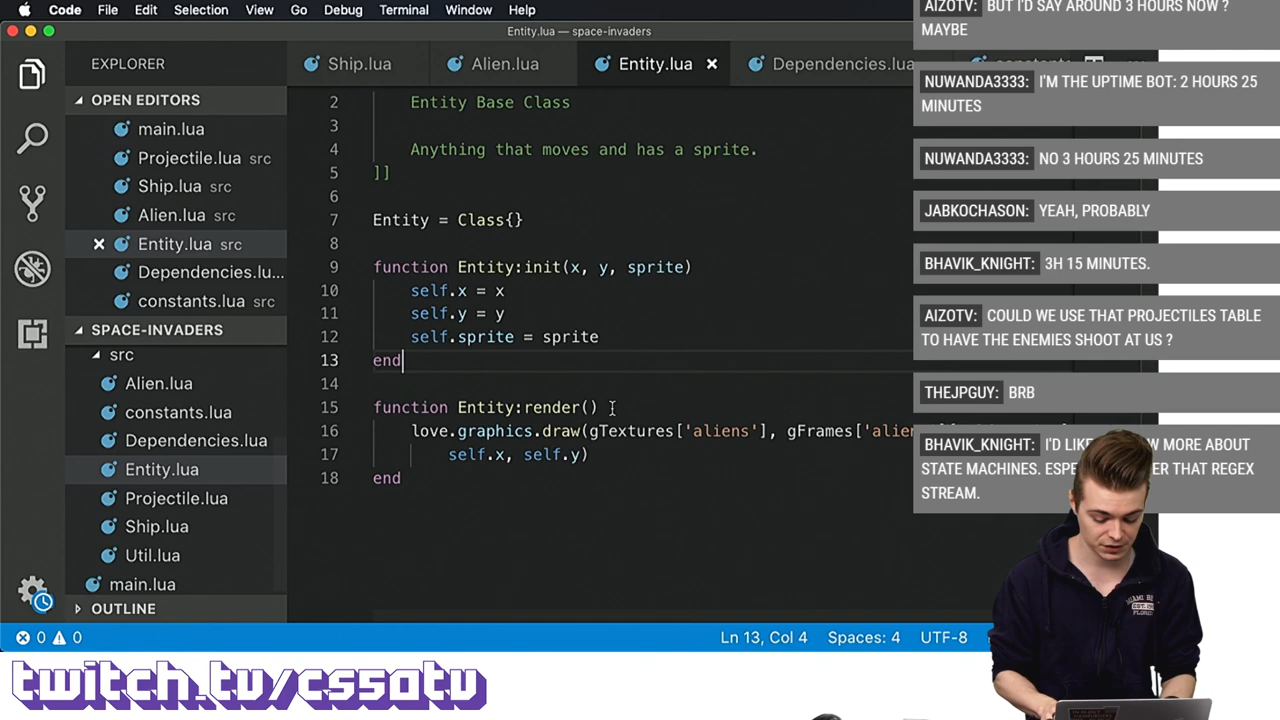 Code File Edit Selection View Go Debug Terminal Window Help
Entity.lua — space-invaders
EXPLORER
OPEN EDITORS
main.lua
Projectile.lua src
Ship.lua src
Alien.lua src
Entity.lua src
Dependencies.lu...
constants.lua src
SPACE-INVADERS
src
Alien.lua
constants.lua
Dependencies.lua
Entity.lua
Projectile.lua
Ship.lua
Util.lua
main.lua
OUTLINE
Ship.lua Alien.lua Entity.lua Dependencies.lua constants
2 Entity Base Class
3
4 Anything that moves and has a sprite.
5 ]]
6
7 Entity = Class{}
8
9 function Entity:init(x, y, sprite)
10 self.x = x
11 self.y = y
12 self.sprite = sprite
13 end
14
15 function Entity:render()
16 love.graphics.draw(gTextures['aliens'], gFrames['alien
17 self.x, self.y)
18 end
0 0
Ln 13, Col 4 Spaces: 4 UTF-8
AIZOTV: BUT I'D SAY AROUND 3 HOURS NOW ?
MAYBE
NUWANDA3333: I'M THE UPTIME BOT: 2 HOURS 25
MINUTES
NUWANDA3333: NO 3 HOURS 25 MINUTES
JABKOCHASON: YEAH, PROBABLY
BHAVIK_KNIGHT: 3H 15 MINUTES.
AIZOTV: COULD WE USE THAT PROJECTILES TABLE
TO HAVE THE ENEMIES SHOOT AT US ?
THEJPGUY: BRB
BHAVIK_KNIGHT: I'D LIKE MORE ABOUT
STATE MACHINES. THAT REGEX
STREAM.
twitch.tv/cs50tv